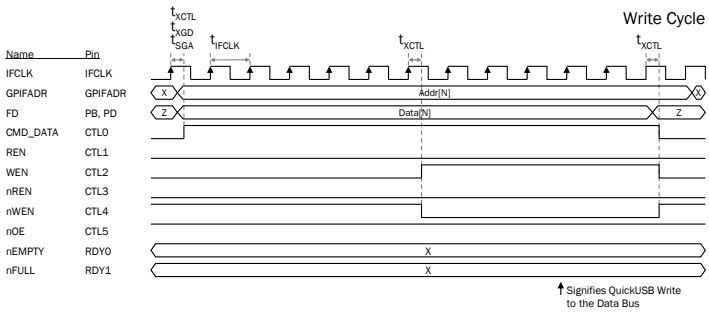 Write Cycle
tXCTL
tXGD
tSGA
tIFCLK
tXCTL
tXCTL
Name Pin
IFCLK IFCLK
GPIFADR GPIFADR X Addr[N] X
FD PB, PD Z Data[N] Z
CMD_DATA CTL0
REN CTL1
WEN CTL2
nREN CTL3
nWEN CTL4
nOE CTL5
nEMPTY RDY0 X
nFULL RDY1 X
Signifies QuickUSB Write
to the Data Bus